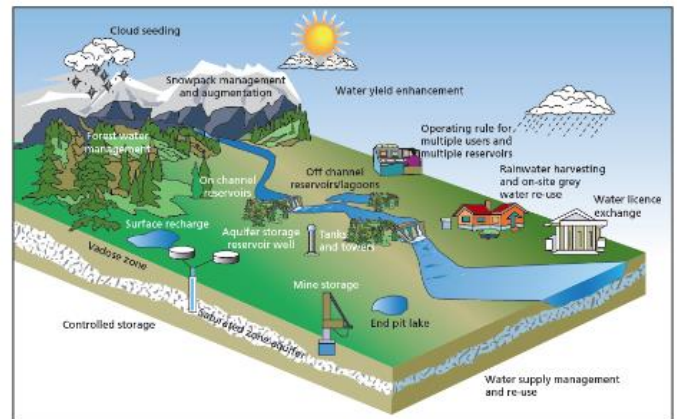 Cloud seeding
Snowpack management
and augmentation
Water yield enhancement
Forest water
management
Operating rule for
multiple users and
multiple reservoirs
Off channel
reservoirs/lagoons
On channel
reservoirs
Rainwater harvesting
and on-site grey
water re-use
Water licence
exchange
Surface recharge
Aquifer storage
reservoir well
Tanks
and towers
Vadose zone
Mine storage
Controlled storage
Saturated zone aquifer
End pit lake
Water supply management
and re-use